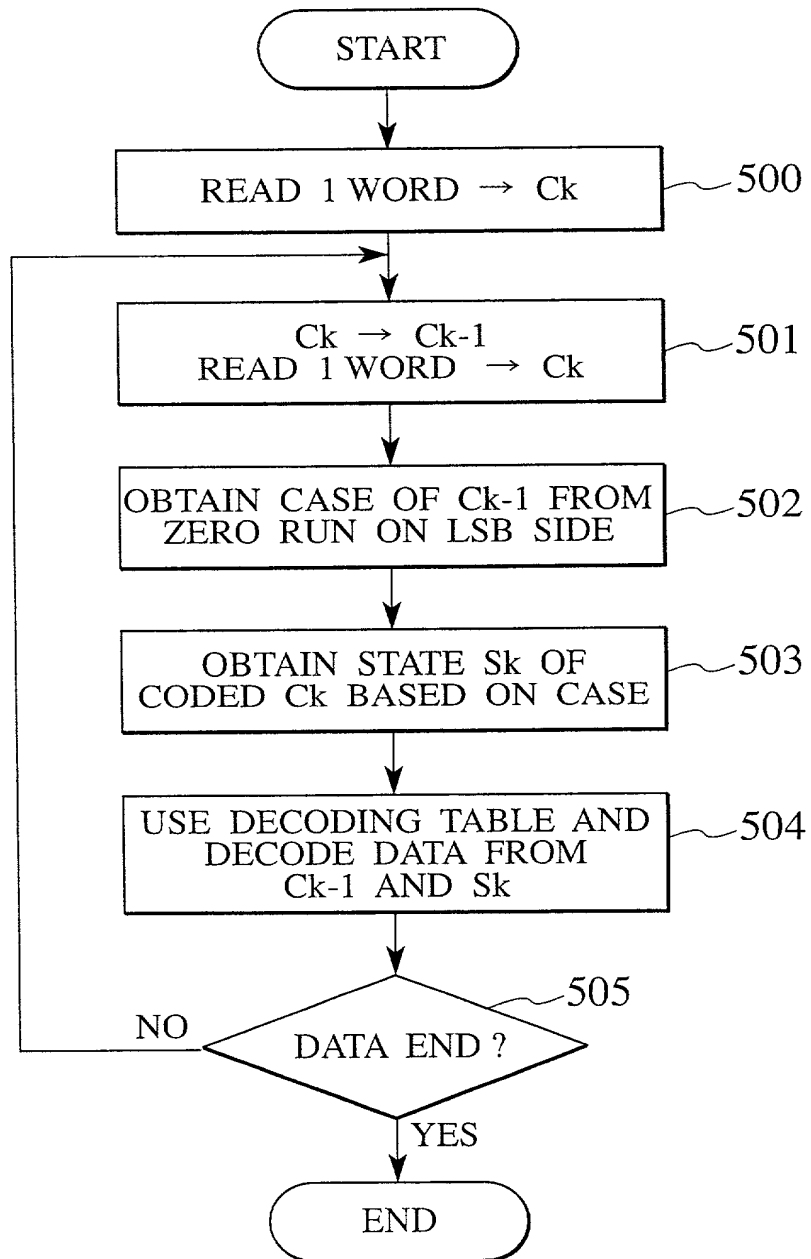 START
READ 1 WORD → Ck
500
Ck → Ck-1
READ 1 WORD → Ck
501
OBTAIN CASE OF Ck-1 FROM
ZERO RUN ON LSB SIDE
502
OBTAIN STATE Sk OF
CODED Ck BASED ON CASE
503
USE DECODING TABLE AND
DECODE DATA FROM
Ck-1 AND Sk
504
505
NO
DATA END ?
YES
END